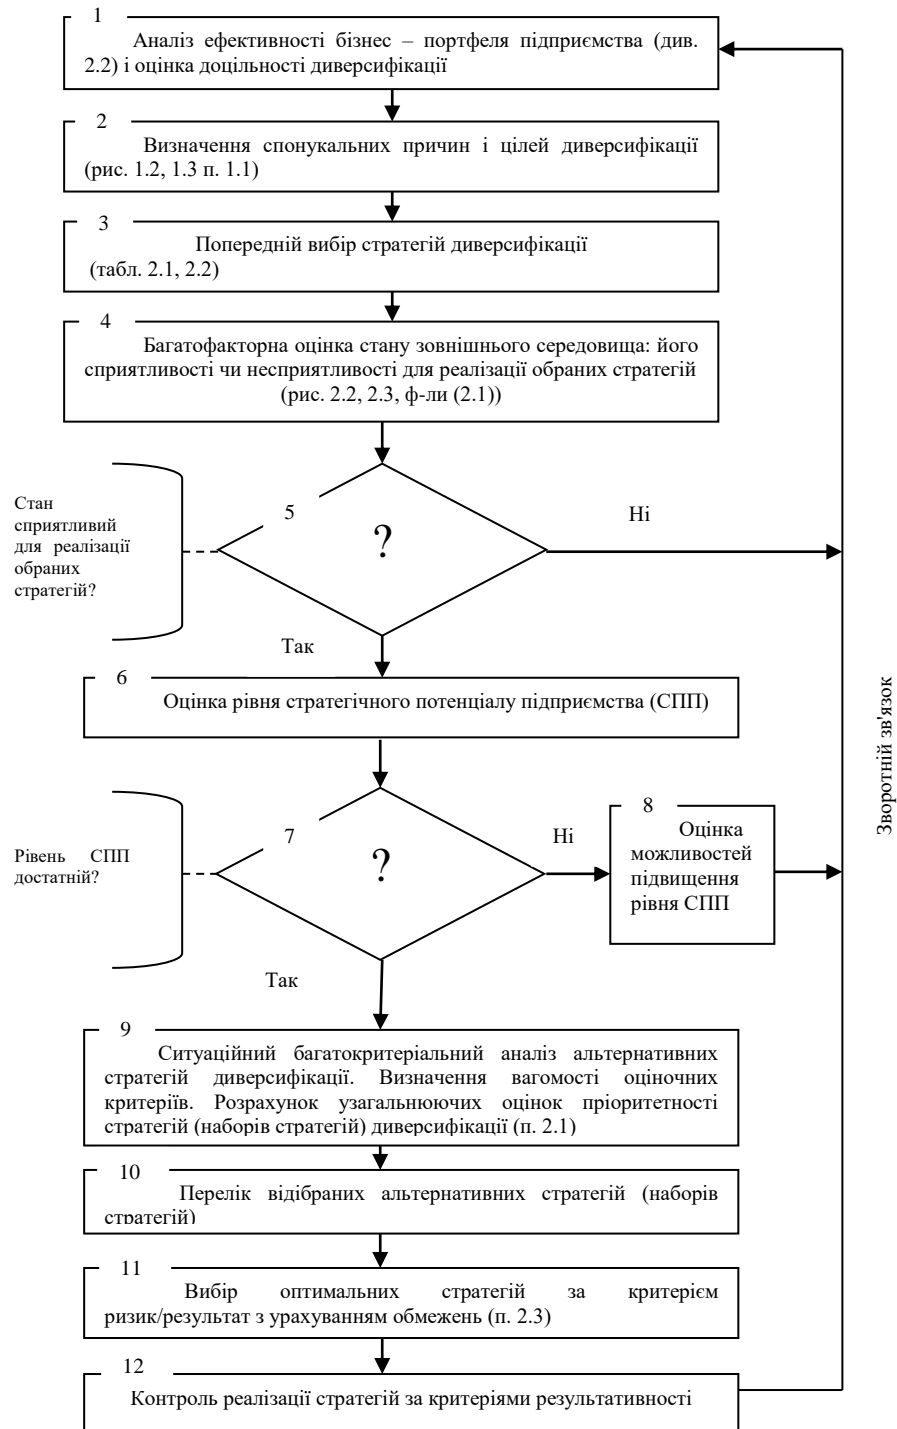 1
Аналіз ефективності бізнес – портфеля підприємства (див.
2.2) і оцінка доцільності диверсифікації
2
Визначення спонукальних причин і цілей диверсифікації
(рис. 1.2, 1.3 п. 1.1)
3
Попередній вибір стратегій диверсифікації
(табл. 2.1, 2.2)
4
Багатофакторна оцінка стану зовнішнього середовища: його
сприятливості чи несприятливості для реалізації обраних стратегій
(рис. 2.2, 2.3, ф-ли (2.1))
Стан
сприятливий
для реалізації
обраних
стратегій?
5
?
Ні
Так
6
Оцінка рівня стратегічного потенціалу підприємства (СПП)
Зворотній зв'язок
Рівень СПП
достатній?
7
?
Ні
8
Оцінка
можливостей
підвищення
рівня СПП
Так
9
Ситуаційний багатокритеріальний аналіз альтернативних
стратегій диверсифікації. Визначення вагомості оціночних
критеріїв. Розрахунок узагальнюючих оцінок пріоритетності
стратегій (наборів стратегій) диверсифікації (п. 2.1)
10
Перелік відібраних альтернативних стратегій (наборів
стратегій)
11
Вибір оптимальних стратегій за критерієм
ризик/результат з урахуванням обмежень (п. 2.3)
12
Контроль реалізації стратегій за критеріями результативності